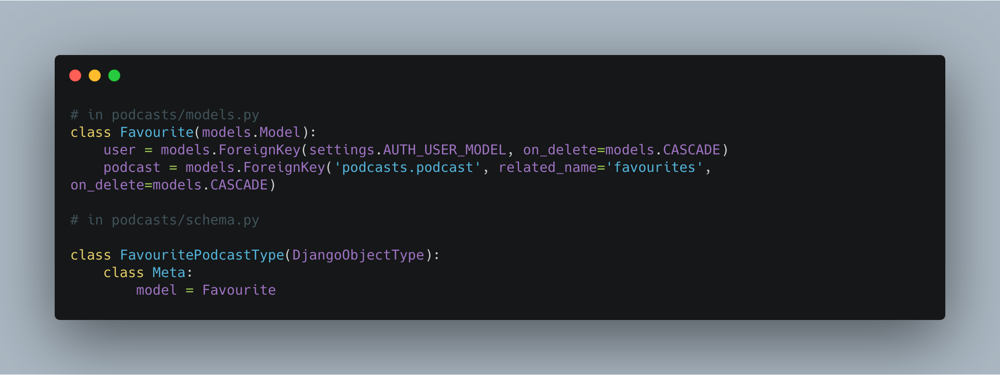 # in podcasts/models.py
class Favourite(models.Model):
    user = models.ForeignKey(settings.AUTH_USER_MODEL, on_delete=models.CASCADE)
    podcast = models.ForeignKey('podcasts.podcast', related_name='favourites',
on_delete=models.CASCADE)
# in podcasts/schema.py
class FavouritePodcastType(DjangoObjectType):
    class Meta:
        model = Favourite